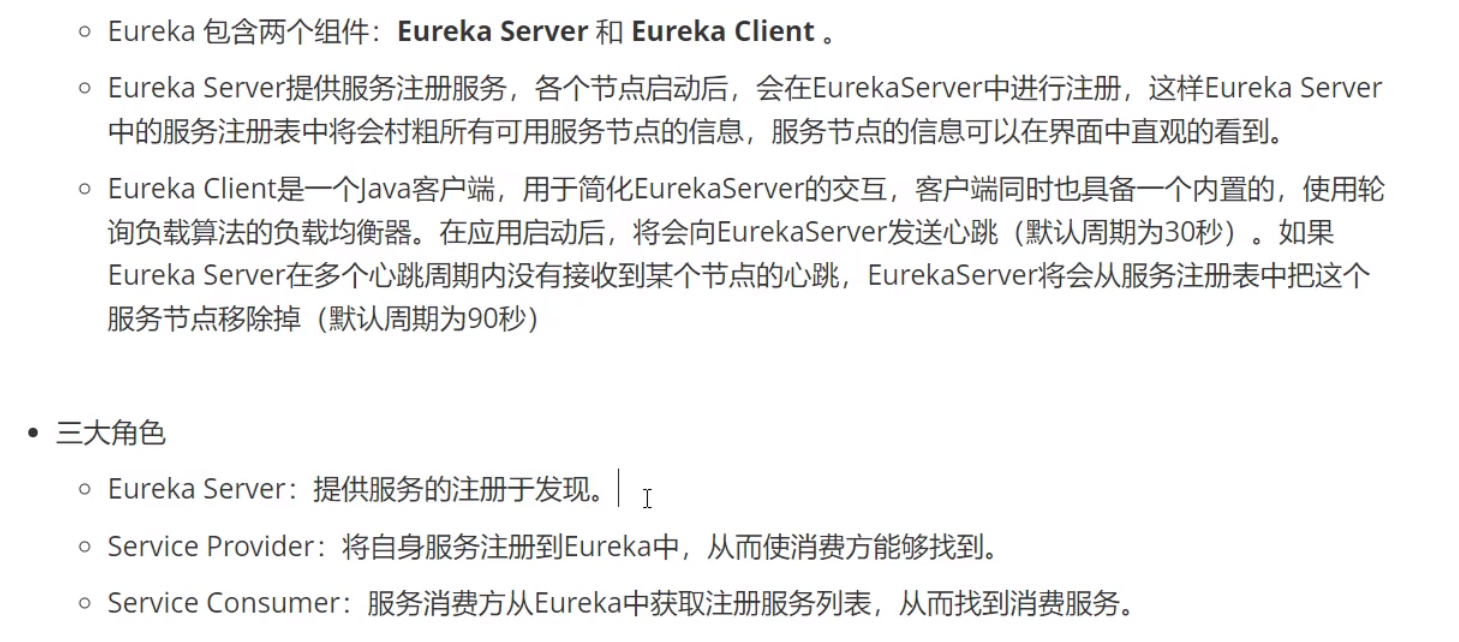 Eureka 包含两个组件：Eureka Server 和 Eureka Client 。
Eureka Server提供服务注册服务，各个节点启动后，会在EurekaServer中进行注册，这样Eureka Server
中的服务注册表中将会村粗所有可用服务节点的信息，服务节点的信息可以在界面中直观的看到。
Eureka Client是一个Java客户端，用于简化EurekaServer的交互，客户端同时也具备一个内置的，使用轮
询负载算法的负载均衡器。在应用启动后，将会向EurekaServer发送心跳（默认周期为30秒）。如果
Eureka Server在多个心跳周期内没有接收到某个节点的心跳，EurekaServer将会从服务注册表中把这个
服务节点移除掉（默认周期为90秒）
三大角色
Eureka Server：提供服务的注册于发现。
Service Provider：将自身服务注册到Eureka中，从而使消费方能够找到。
Service Consumer：服务消费方从Eureka中获取注册服务列表，从而找到消费服务。